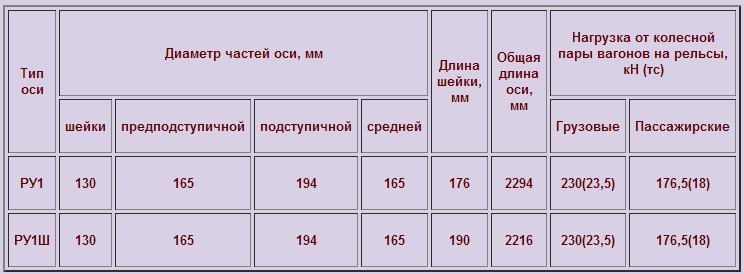 Тип оси
Диаметр частей оси, мм
Длина шейки, мм
Общая длина оси, мм
Нагрузка от колесной пары вагонов на рельсы, кН (тс)
шейки предподступичной подступичной средней Грузовые Пассажирские
РУ1 130 165 194 165 176 2294 230(23,5) 176,5(18)
РУ1Ш 130 165 194 165 190 2216 230(23,5) 176,5(18)